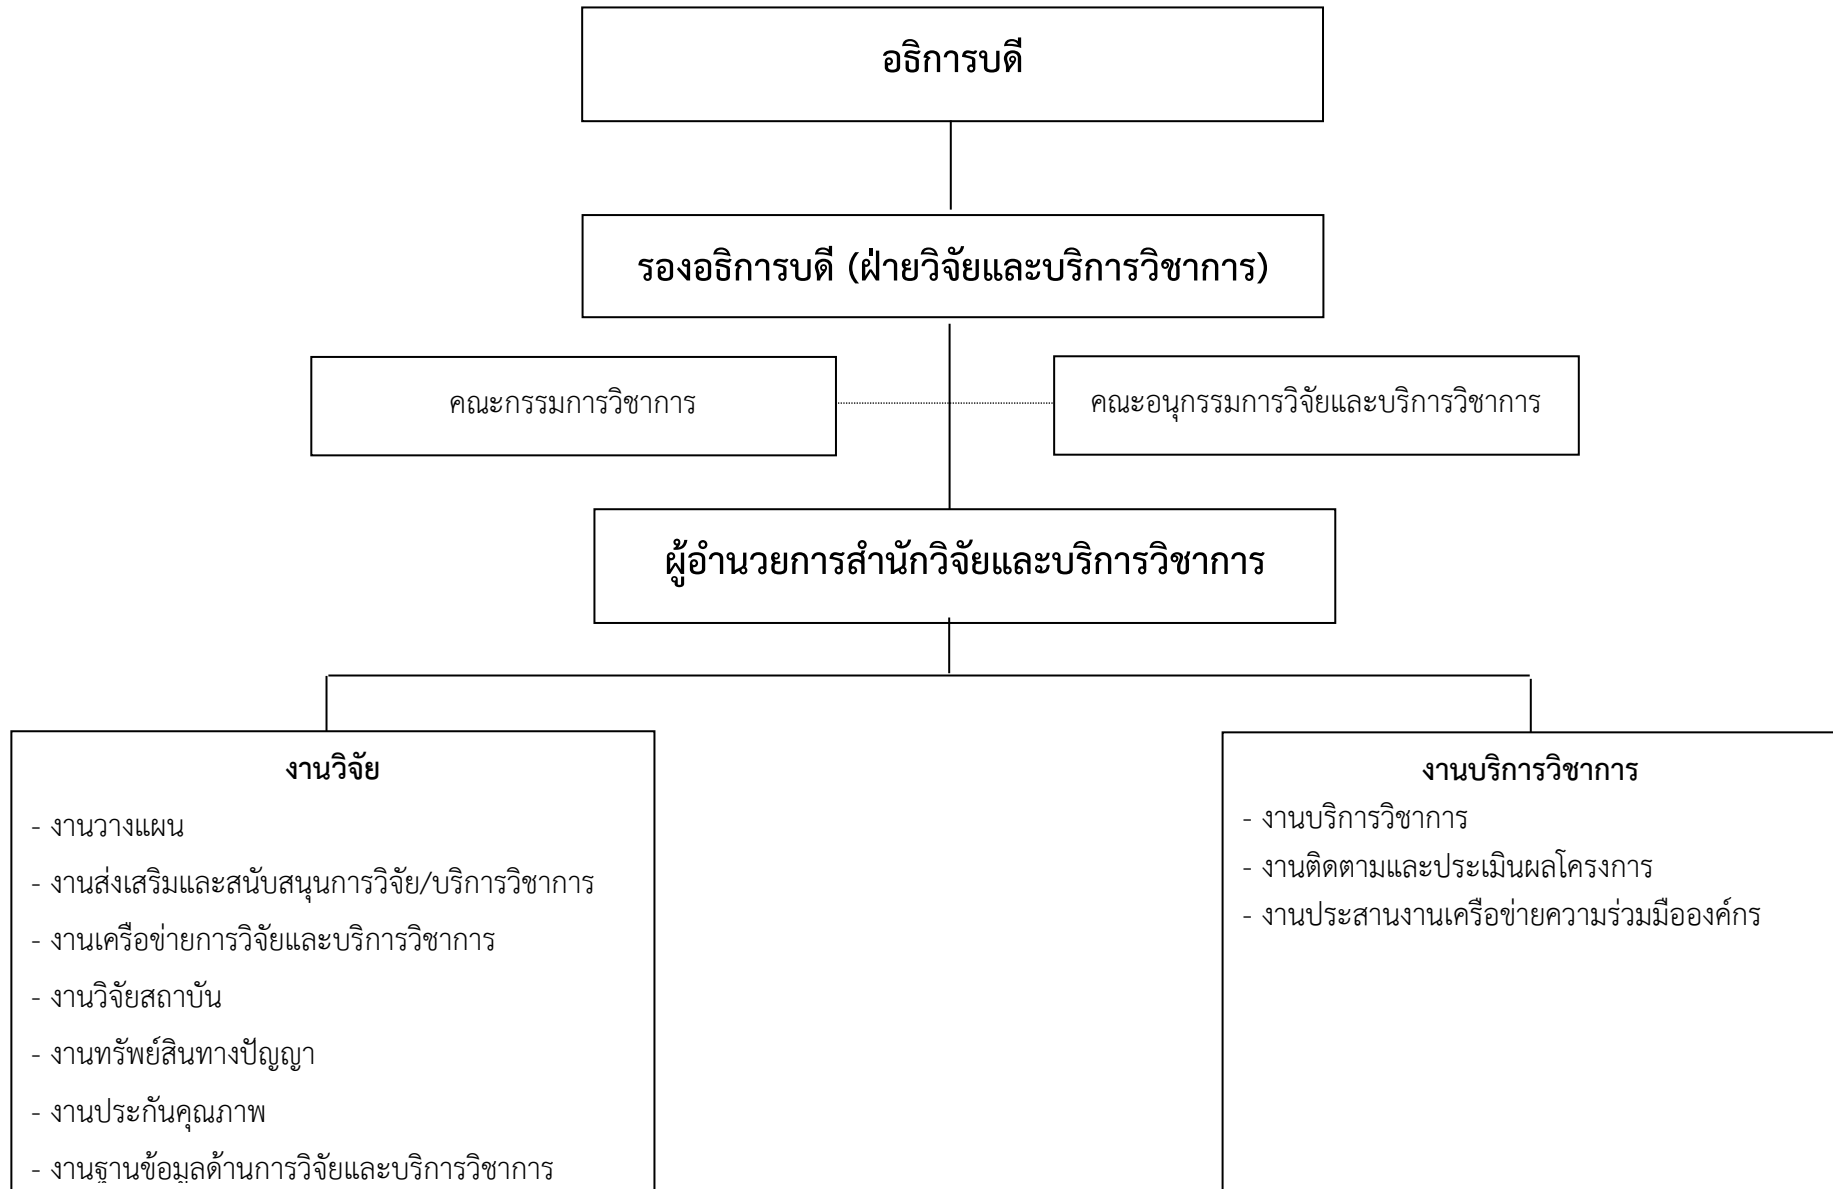 อธิการบดี
รองอธิการบดี (ฝ่ายวิจัยและบริการวิชาการ)
คณะกรรมการวิชาการ
คณะอนุกรรมการวิจัยและบริการวิชาการ
ผู้อำนวยการสำนักวิจัยและบริการวิชาการ
งานวิจัย
- งานวางแผน
- งานส่งเสริมและสนับสนุนการวิจัย/บริการวิชาการ
- งานเครือข่ายการวิจัยและบริการวิชาการ
- งานวิจัยสถาบัน
- งานทรัพย์สินทางปัญญา
- งานประกันคุณภาพ
- งานฐานข้อมูลด้านการวิจัยและบริการวิชาการ
งานบริการวิชาการ
- งานบริการวิชาการ
- งานติดตามและประเมินผลโครงการ
- งานประสานงานเครือข่ายความร่วมมือองค์กร